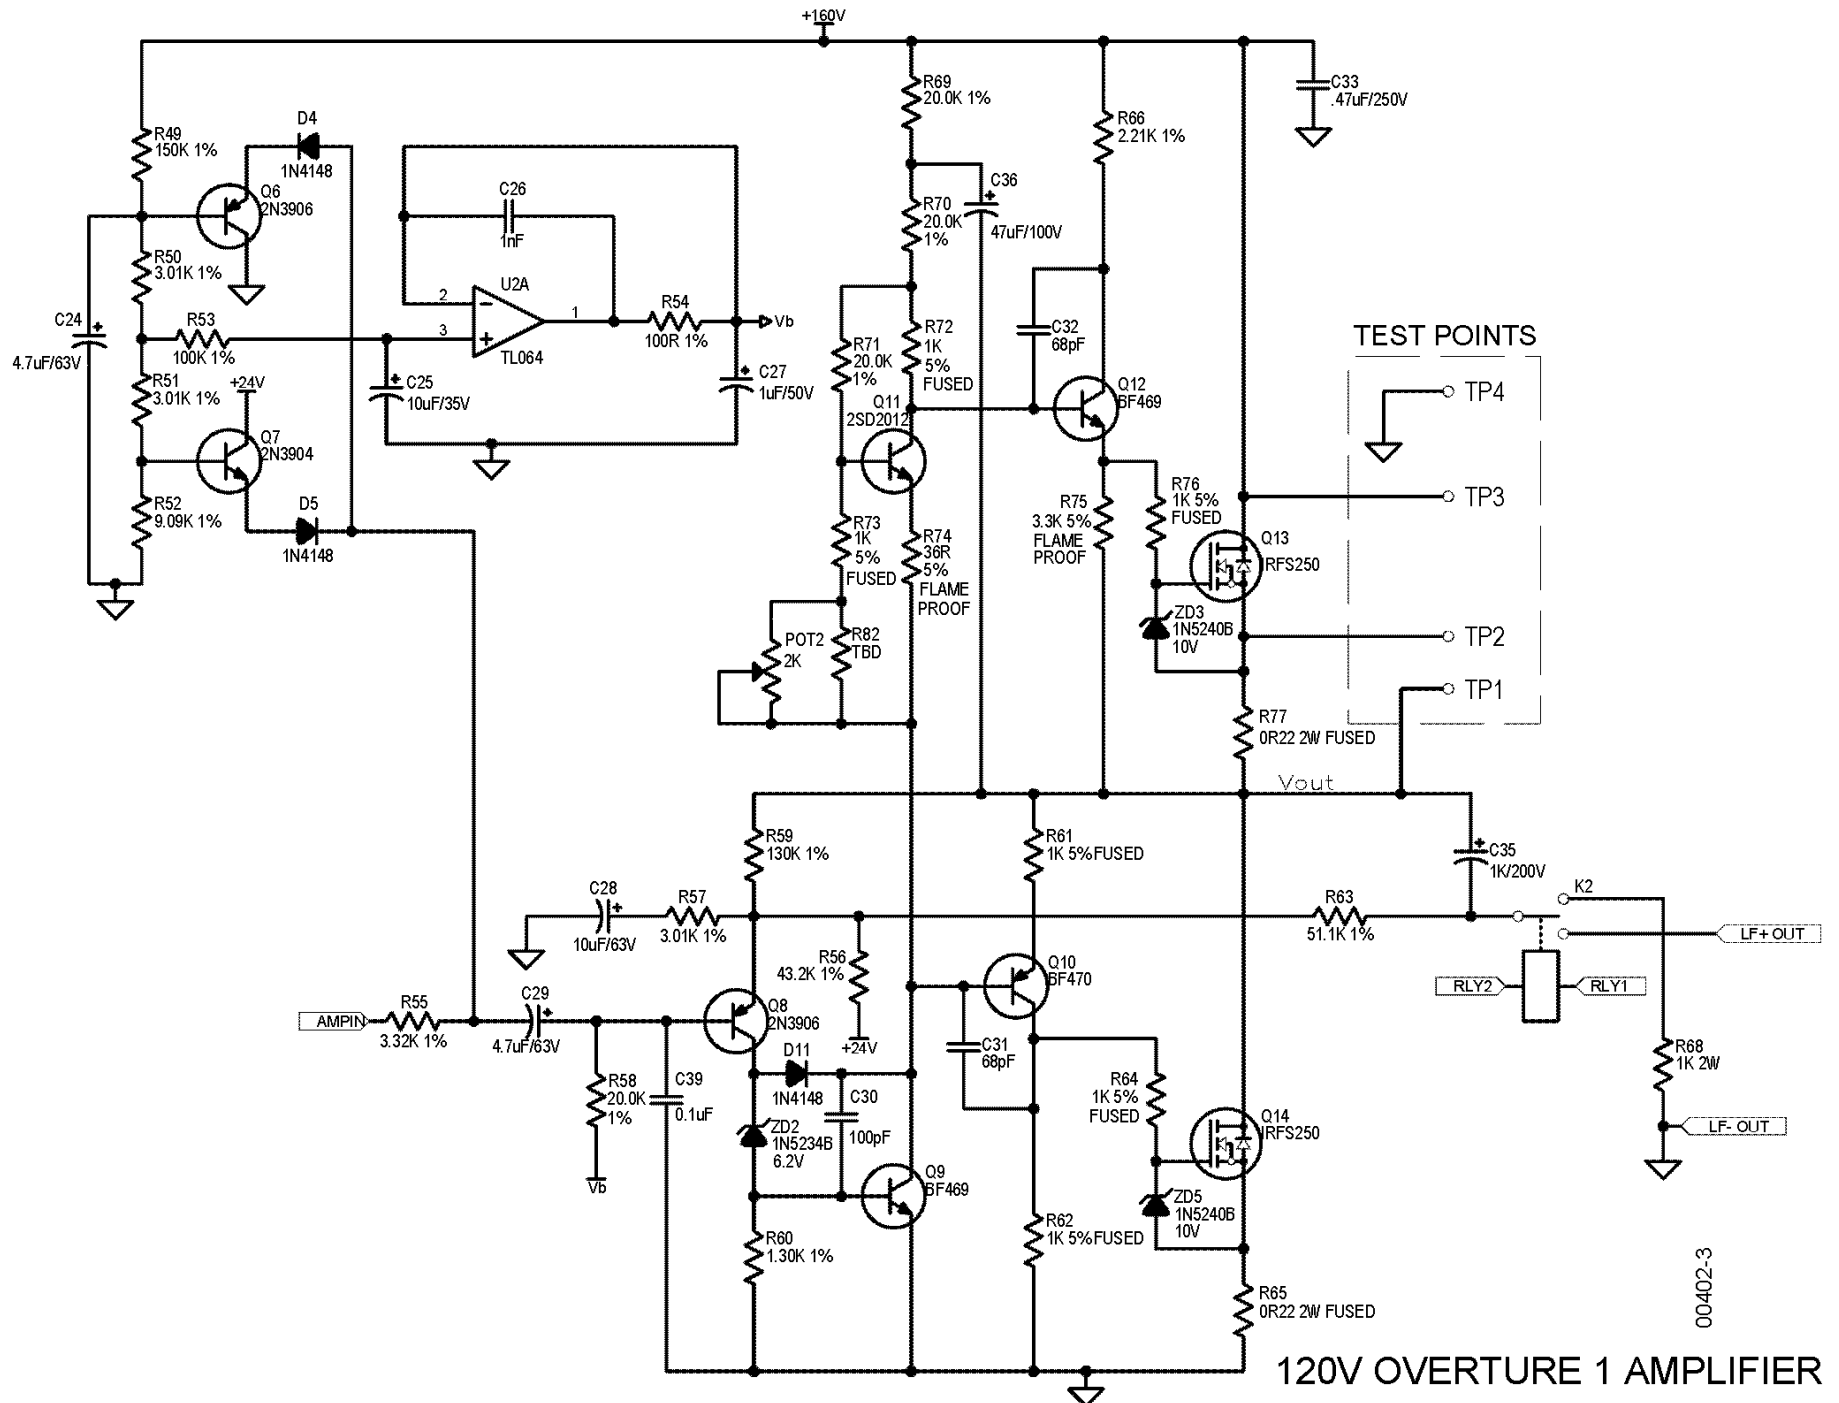 +160V
R49
150K 1%
D4
1N4148
Q6
2N3906
R50
3.01K 1%
C24
+
4.7uF/63V
R53
100K 1%
R51
3.01K 1%
+24V
Q7
2N3904
R52
9.09K 1%
D5
1N4148
C26
1nF
U2A
2
−
3
+
1
TL064
R54
100R 1%
Vb
C25
+
10uF/35V
C27
+
1uF/50V
R69
20.0K 1%
R70
20.0K
1%
C36
+
47uF/100V
R66
2.21K 1%
C33
.47uF/250V
R71
20.0K
1%
R72
1K
5%
FUSED
C32
68pF
Q11
2SD2012
Q12
BF469
R73
1K
5%
FUSED
R74
36R
5%
FLAME
PROOF
R75
3.3K 5%
FLAME
PROOF
R76
1K 5%
FUSED
Q13
IRFS250
ZD3
1N5240B
10V
POT2
2K
R82
TBD
R77
0R22 2W FUSED
TEST POINTS
TP4
TP3
TP2
TP1
Vout
R59
130K 1%
R61
1K 5%FUSED
C35
+
1K/200V
C28
+
10uF/63V
R57
3.01K 1%
R63
51.1K 1%
K2
LF+ OUT
R56
43.2K 1%
+24V
Q10
BF470
RLY2
RLY1
AMPIN
R55
3.32K 1%
C29
+
4.7uF/63V
Q8
2N3906
R58
20.0K
1%
Vb
C39
0.1uF
D11
1N4148
C30
100pF
ZD2
1N5234B
6.2V
C31
68pF
R64
1K 5%
FUSED
Q14
IRFS250
R68
1K 2W
LF- OUT
Q9
BF469
R60
1.30K 1%
R62
1K 5%FUSED
ZD5
1N5240B
10V
R65
0R22 2W FUSED
00402-3
120V OVERTURE 1 AMPLIFIER